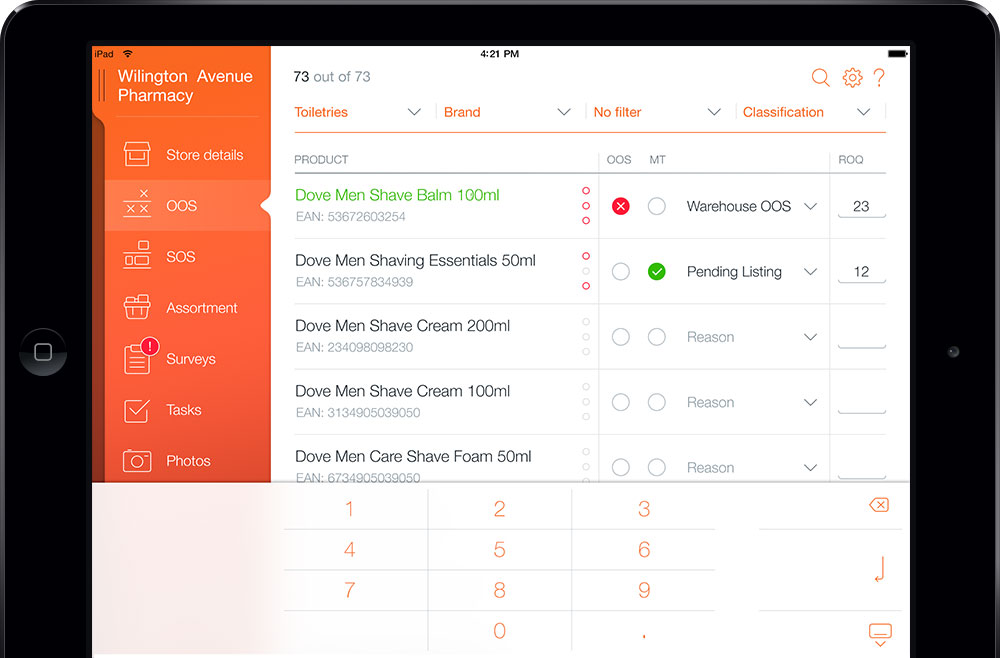 iPad
4:21 PM
Wilington Avenue
Pharmacy
Store details
OOS
SOS
Assortment
!
Surveys
Tasks
Photos
73 out of 73
?
Toiletries
Brand
No filter
Classification
PRODUCT
OOS
MT
ROQ
Dove Men Shave Balm 100ml
EAN: 53672603254
Warehouse OOS
23
Dove Men Shaving Essentials 50ml
EAN: 536757834939
Pending Listing
12
Dove Men Shave Cream 200ml
EAN: 234098098230
Reason
Dove Men Shave Cream 100ml
EAN: 3134905039050
Reason
Dove Men Care Shave Foam 50ml
EAN: 6734905039050
Reason
1
2
3
4
5
6
7
8
9
0
.